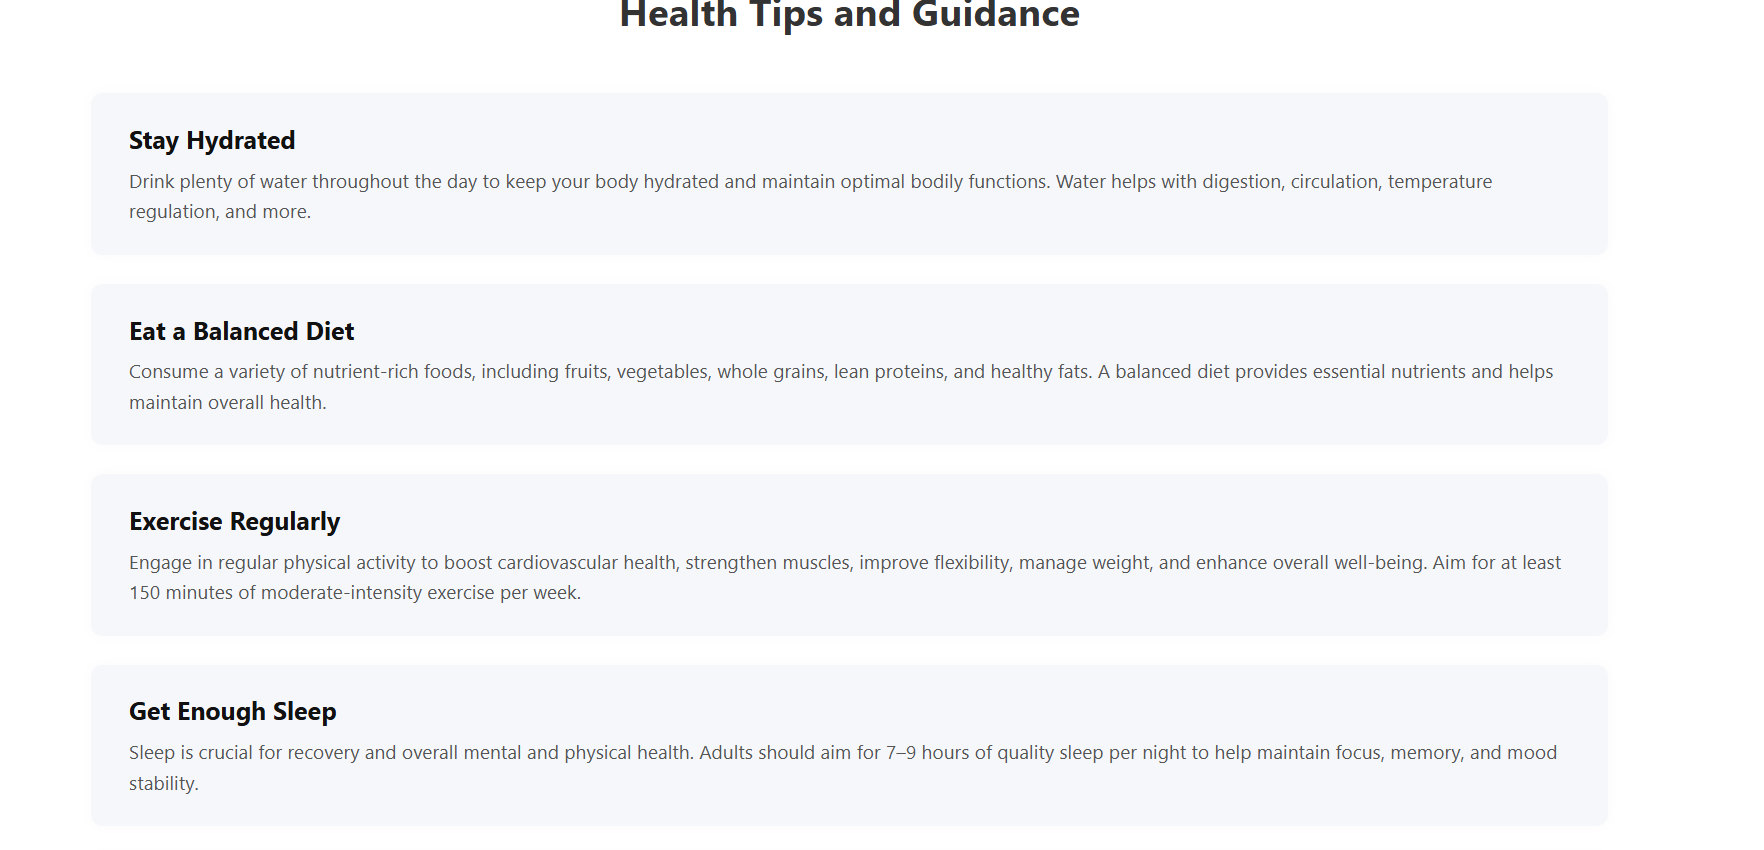 Health Tips and Guidance
Stay Hydrated
Drink plenty of water throughout the day to keep your body hydrated and maintain optimal bodily functions. Water helps with digestion, circulation, temperature
regulation, and more.
Eat a Balanced Diet
Consume a variety of nutrient-rich foods, including fruits, vegetables, whole grains, lean proteins, and healthy fats. A balanced diet provides essential nutrients and helps
maintain overall health.
Exercise Regularly
Engage in regular physical activity to boost cardiovascular health, strengthen muscles, improve flexibility, manage weight, and enhance overall well-being. Aim for at least
150 minutes of moderate-intensity exercise per week.
Get Enough Sleep
Sleep is crucial for recovery and overall mental and physical health. Adults should aim for 7–9 hours of quality sleep per night to help maintain focus, memory, and mood
stability.